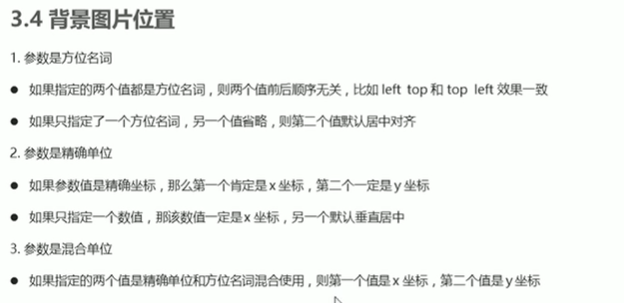 3.4 背景图片位置
1. 参数是方位名词
● 如果指定的两个值都是方位名词，则两个值前后顺序无关，比如 left top 和 top left 效果一致
● 如果只指定了一个方位名词，另一个值省略，则第二个值默认居中对齐
2. 参数是精确单位
● 如果参数值是精确坐标，那么第一个肯定是 x 坐标，第二个一定是 y 坐标
● 如果只指定一个数值，那该数值一定是 x 坐标，另一个默认垂直居中
3. 参数是混合单位
● 如果指定的两个值是精确单位和方位名词混合使用，则第一个值是 x 坐标，第二个值是 y 坐标